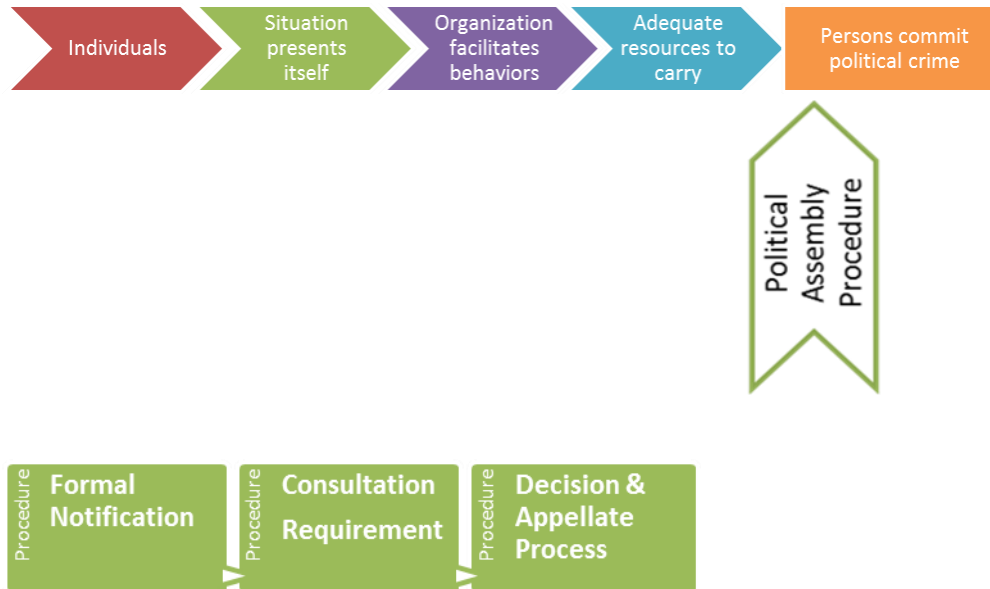 Individuals
Situation
presents
itself
Organization
facilitates
behaviors
Adequate
resources to
carry
Persons commit
political crime
Political
Assembly
Procedure
Procedure
Formal
Notification
Procedure
Consultation
Requirement
Procedure
Decision &
Appellate
Process